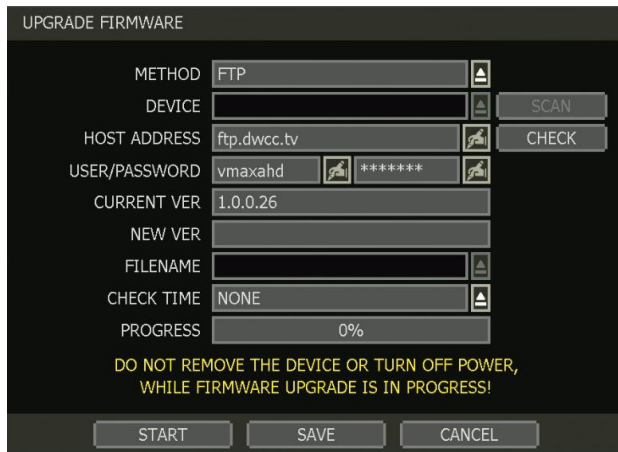 UPGRADE FIRMWARE
METHOD FTP
DEVICE SCAN
HOST ADDRESS ftp.dwcc.tv CHECK
USER/PASSWORD vmaxahd *******
CURRENT VER 1.0.0.26
NEW VER
FILENAME
CHECK TIME NONE
PROGRESS 0%
DO NOT REMOVE THE DEVICE OR TURN OFF POWER,
WHILE FIRMWARE UPGRADE IS IN PROGRESS!
START SAVE CANCEL